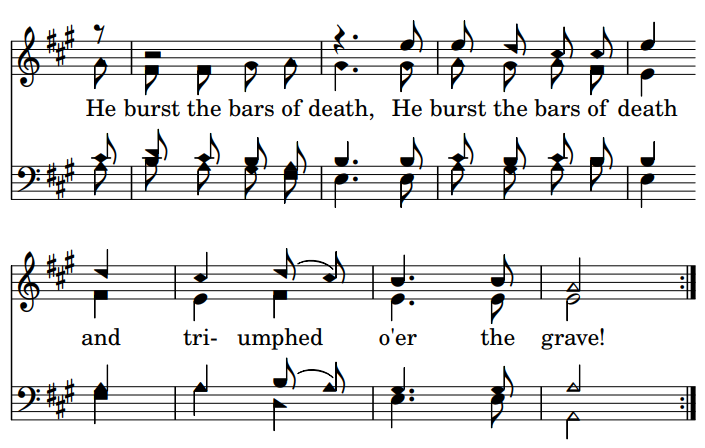 He burst the bars of death, He burst the bars of death
and tri- umphed o'er the grave!